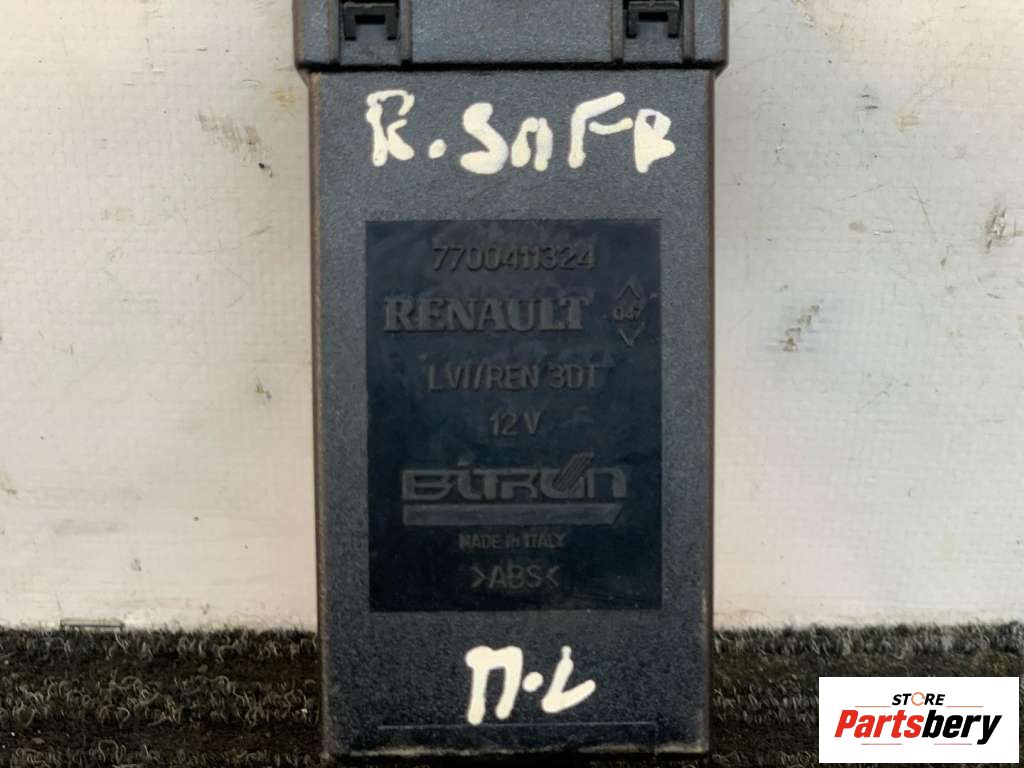 R. SAFR
7700411324
RENAULT 047
LVI/REN 3DT
12 V
BITRON
MADE IN ITALY
>ABS<
П.L
STORE
Partsbery